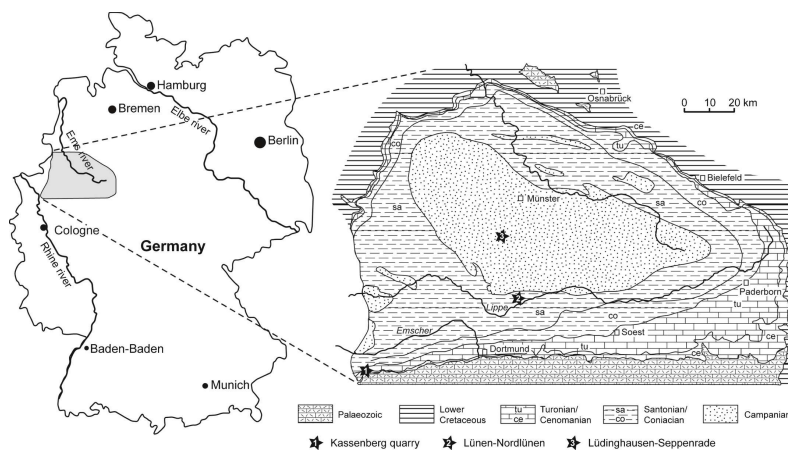 Hamburg
Bremen
Elbe river
Ems river
Berlin
Cologne
Germany
Rhine river
Baden-Baden
Munich
Osnabrück
0 10 20 km
ce
tu
co
Bielefeld
sa
Münster
sa
co
3
Paderborn
tu
2
Lippe
sa
co
Emscher
Soest
ce
Dortmund
tu
ce
1
Palaeozoic
Lower Cretaceous
tu
ce
Turonian/ Cenomanian
sa
co
Santonian/ Coniacian
Campanian
1 Kassenberg quarry
2 Lünen-Nordlünen
3 Lüdinghausen-Seppenrade